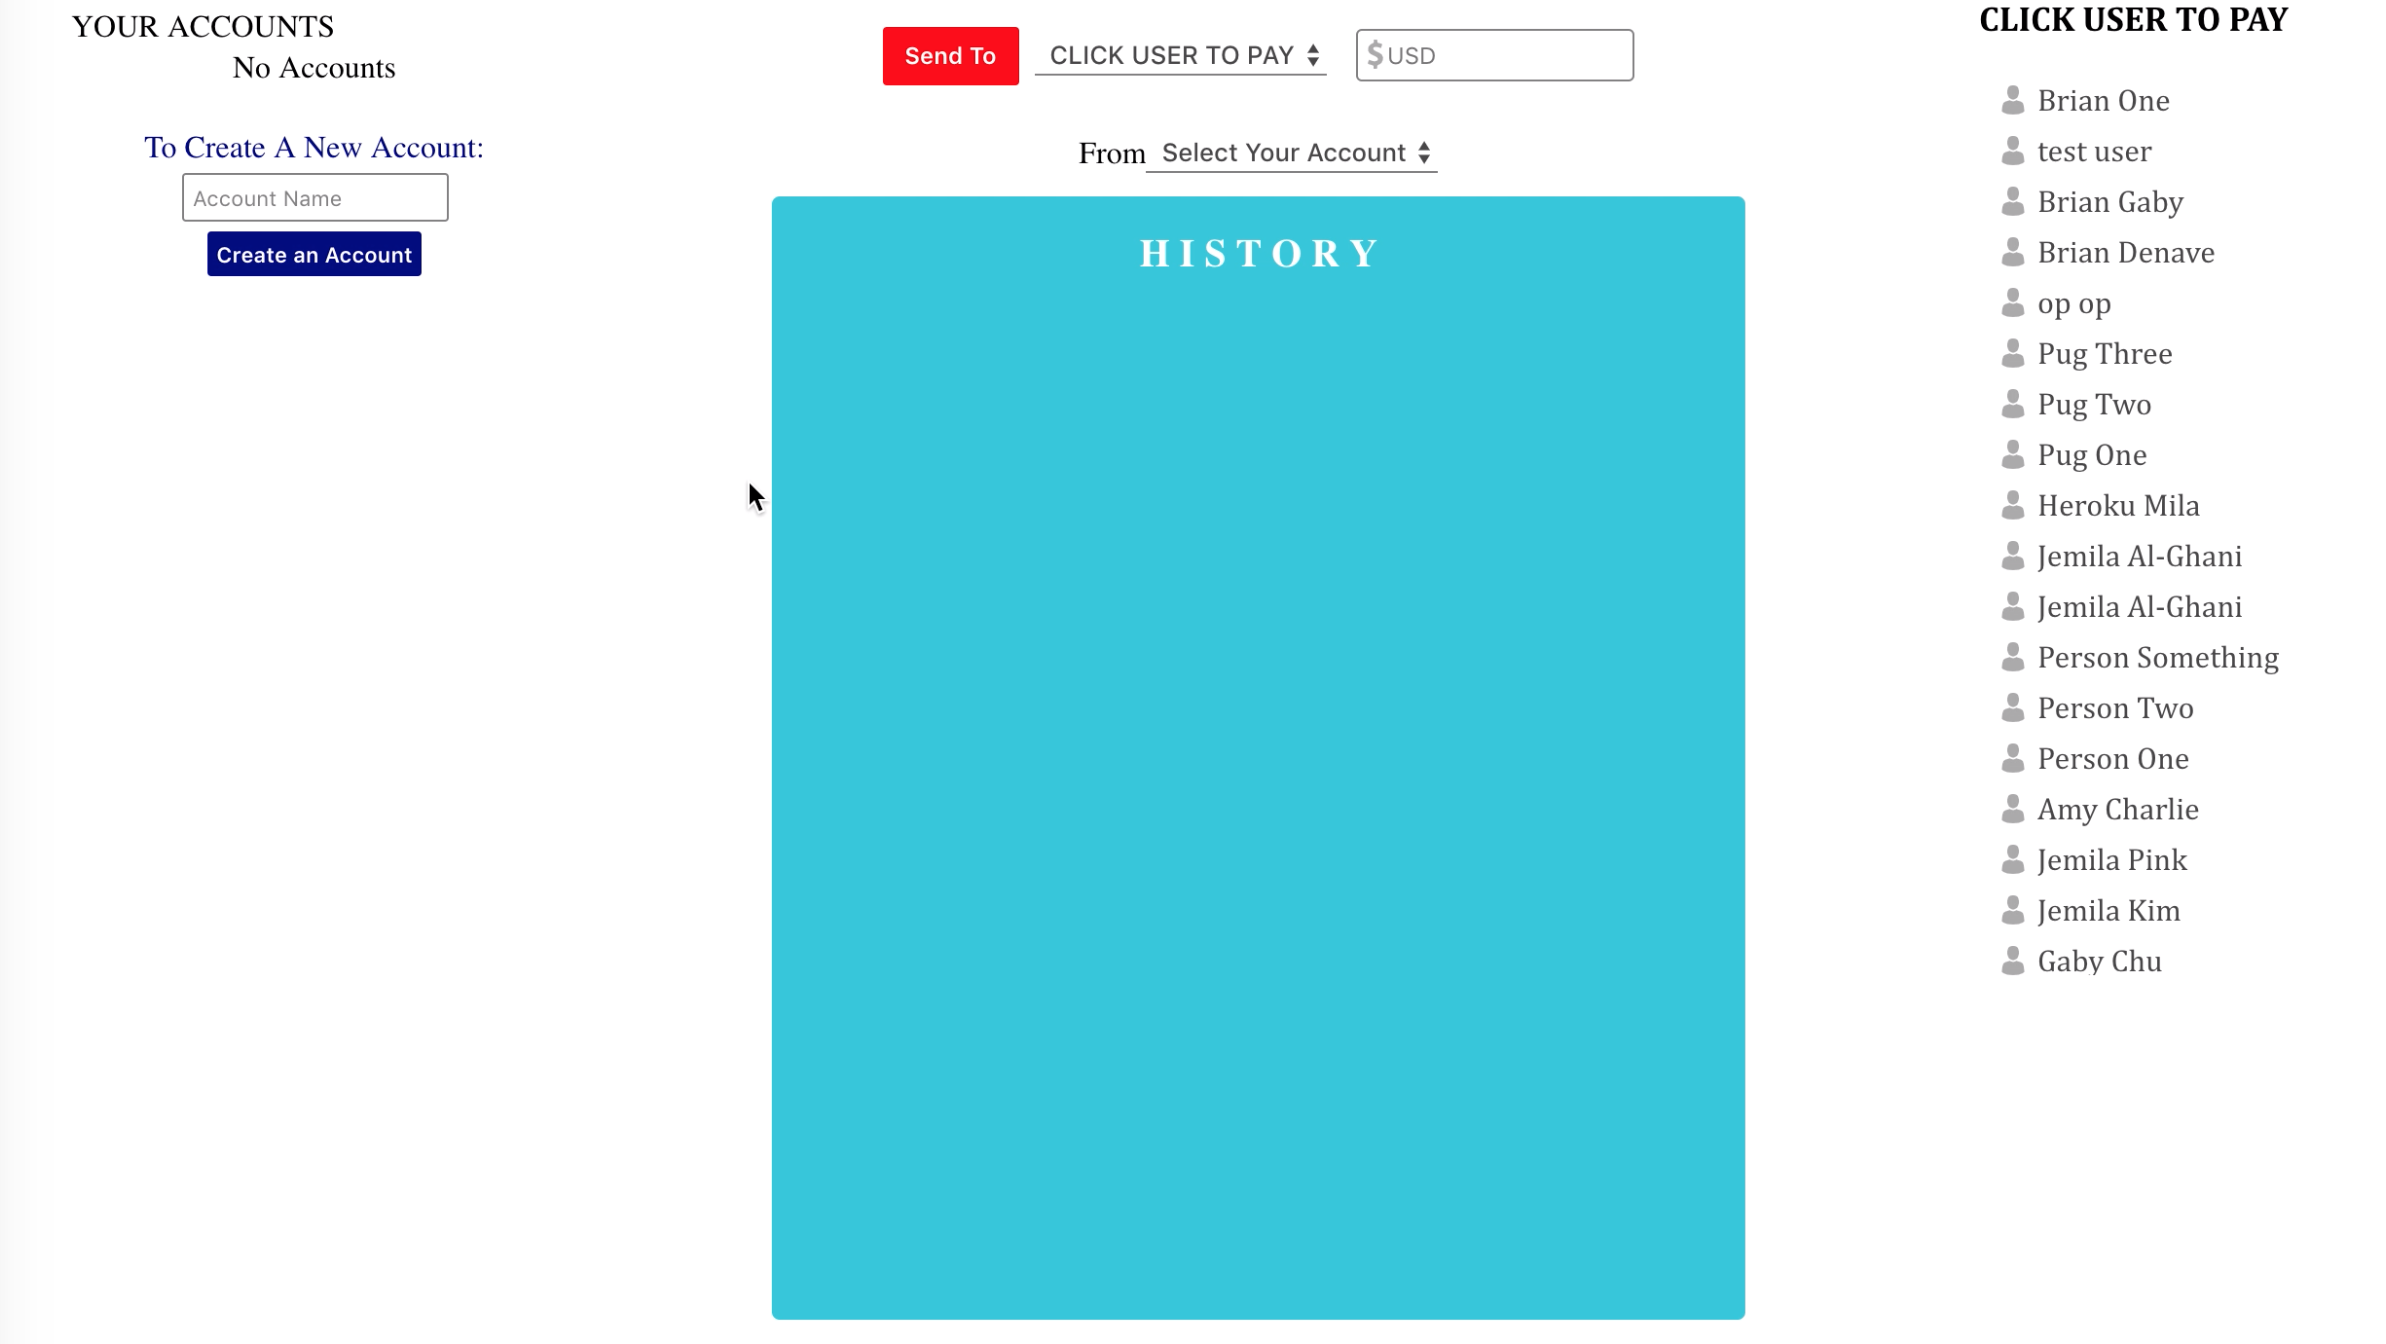 YOUR ACCOUNTS
No Accounts
To Create A New Account:
Account Name
Create an Account
Send To CLICK USER TO PAY $ USD
From Select Your Account
HISTORY
CLICK USER TO PAY
Brian One
test user
Brian Gaby
Brian Denave
op op
Pug Three
Pug Two
Pug One
Heroku Mila
Jemila Al-Ghani
Jemila Al-Ghani
Person Something
Person Two
Person One
Amy Charlie
Jemila Pink
Jemila Kim
Gaby Chu